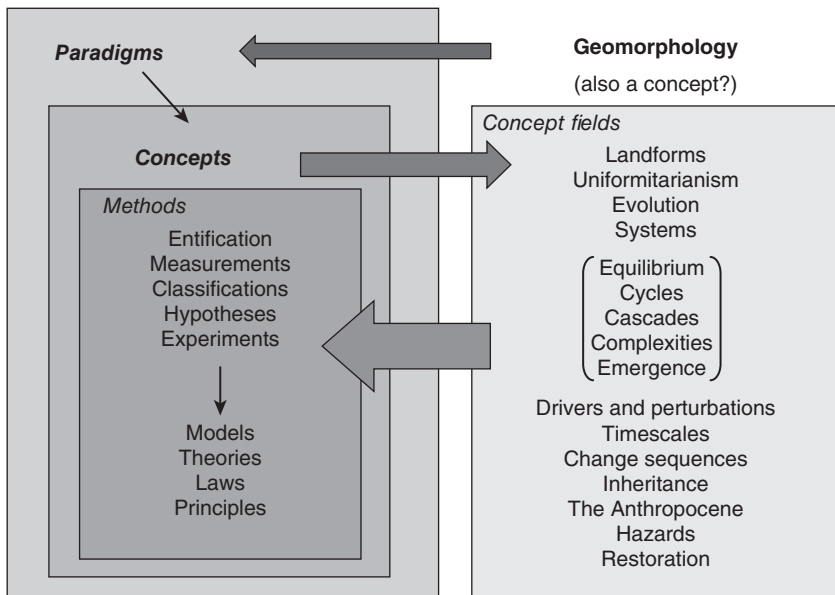 Paradigms
Concepts
Methods
Entification
Measurements
Classifications
Hypotheses
Experiments
Models
Theories
Laws
Principles
Geomorphology
(also a concept?)
Concept fields
Landforms
Uniformitarianism
Evolution
Systems
Equilibrium
Cycles
Cascades
Complexities
Emergence
Drivers and perturbations
Timescales
Change sequences
Inheritance
The Anthropocene
Hazards
Restoration